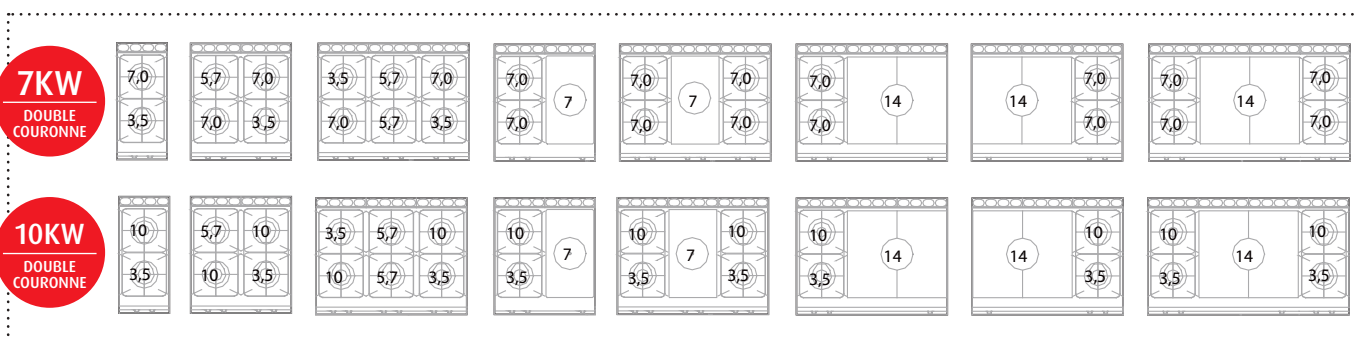 7KW
DOUBLE
COURONNE
7,0 5,7 7,0 3,5 5,7 7,0 7,0 7 7,0 7 7,0 7,0 14 14 7,0 7,0 14 7,0
3,5 7,0 3,5 7,0 5,7 3,5 7,0 7,0 7,0 7,0 7,0 7,0 7,0
10KW
DOUBLE
COURONNE
10 5,7 10 3,5 5,7 10 10 7 10 7 10 10 14 14 10 10 14 10
3,5 10 3,5 10 5,7 3,5 3,5 3,5 3,5 3,5 3,5 3,5 3,5